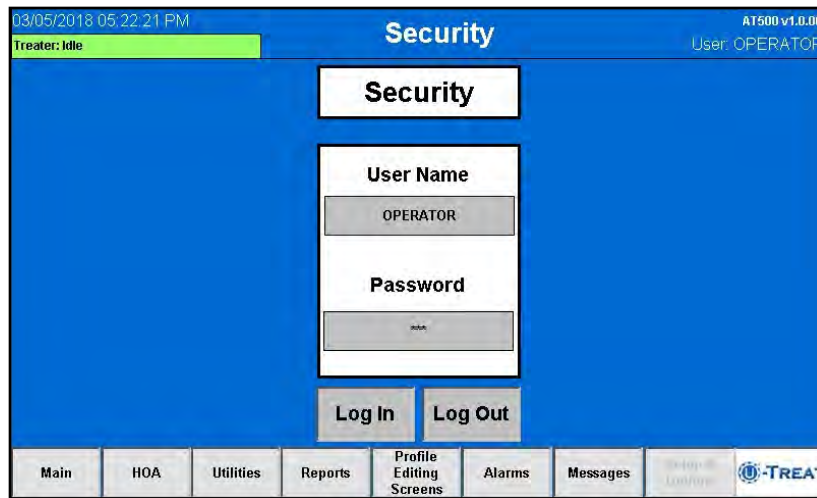 03/05/2018 05:22:21 PM
Treater: Idle
Security
AT500 v1.0.0
User: OPERATOR
Security
User Name
OPERATOR
Password
***
Log In
Log Out
Main
HOA
Utilities
Reports
Profile
Editing
Screens
Alarms
Messages
U-TREAT